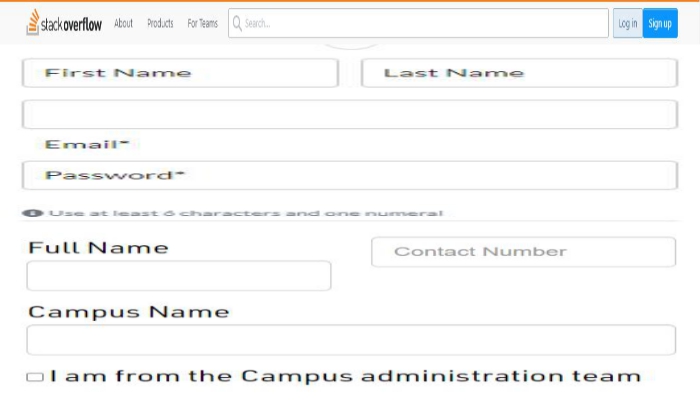 stackoverflow About Products For Teams Search... Log in Sign up
First Name Last Name
Email*
Password*
Use at least 6 characters and one numeral
Full Name Contact Number
Campus Name
I am from the Campus administration team